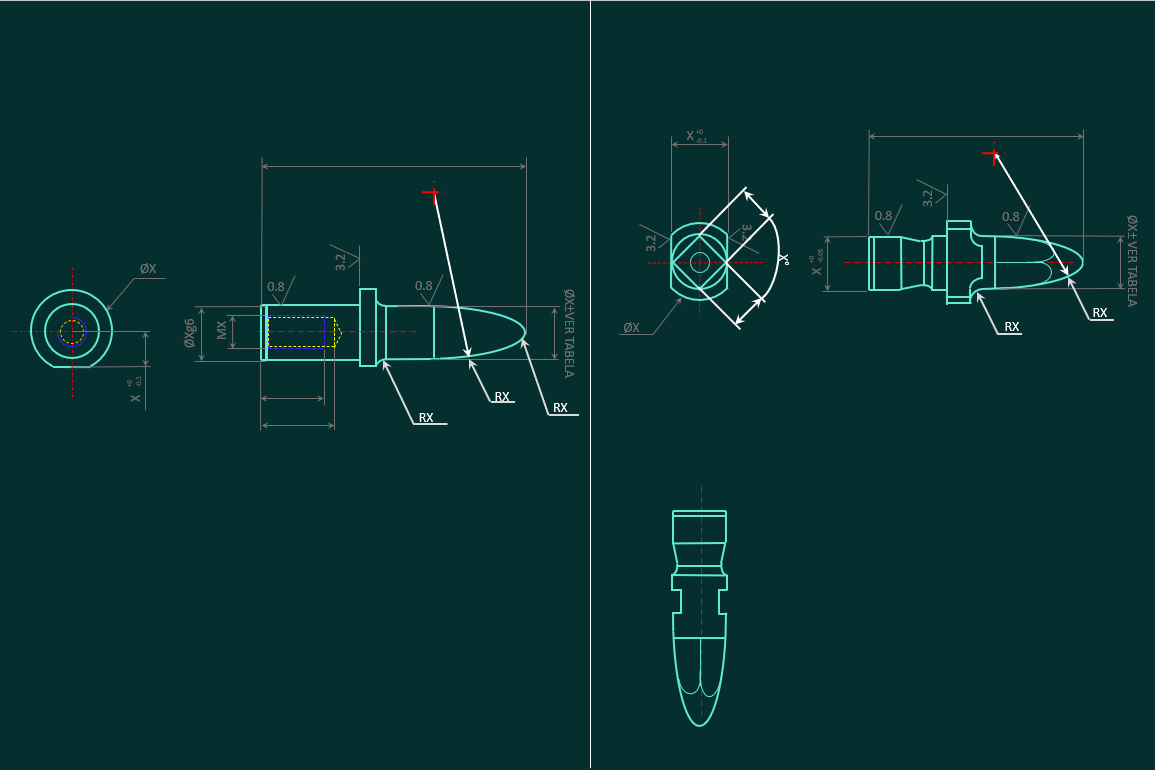 ØX
X +0 -0.1
ØXg6
MX
0.8
3.2
0.8
ØX±VER TABELA
RX
RX
RX
X +0 -0.1
3.2
3.2
X°
ØX
X +0 -0.05
0.8
3.2
0.8
ØX± VER TABELA
RX
RX